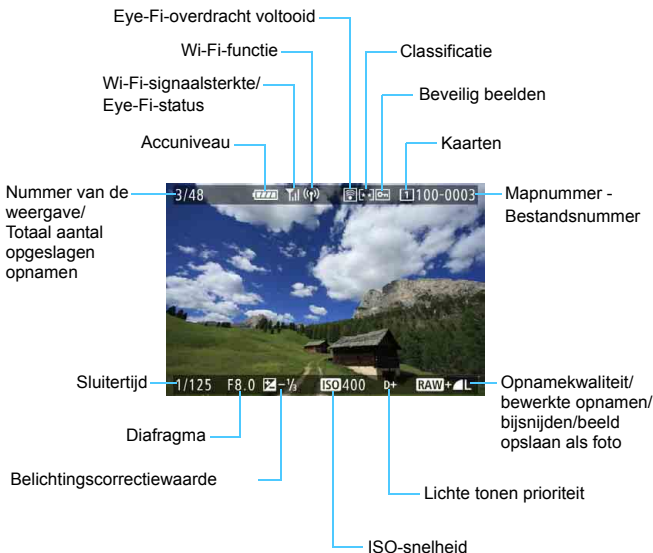 Eye-Fi-overdracht voltooid
Wi-Fi-functie
Classificatie
Wi-Fi-signaalsterkte/
Eye-Fi-status
Beveilig beelden
Accuniveau
Kaarten
Nummer van de
weergave/
Totaal aantal
opgeslagen
opnamen
3/48
1 100-0003
Mapnummer -
Bestandsnummer
Sluitertijd
1/125 F8.0 -⅓ ISO 400 D+ RAW+L
Opnamekwaliteit/
bewerkte opnamen/
bijsnijden/beeld
opslaan als foto
Diafragma
Belichtingscorrectiewaarde
Lichte tonen prioriteit
ISO-snelheid